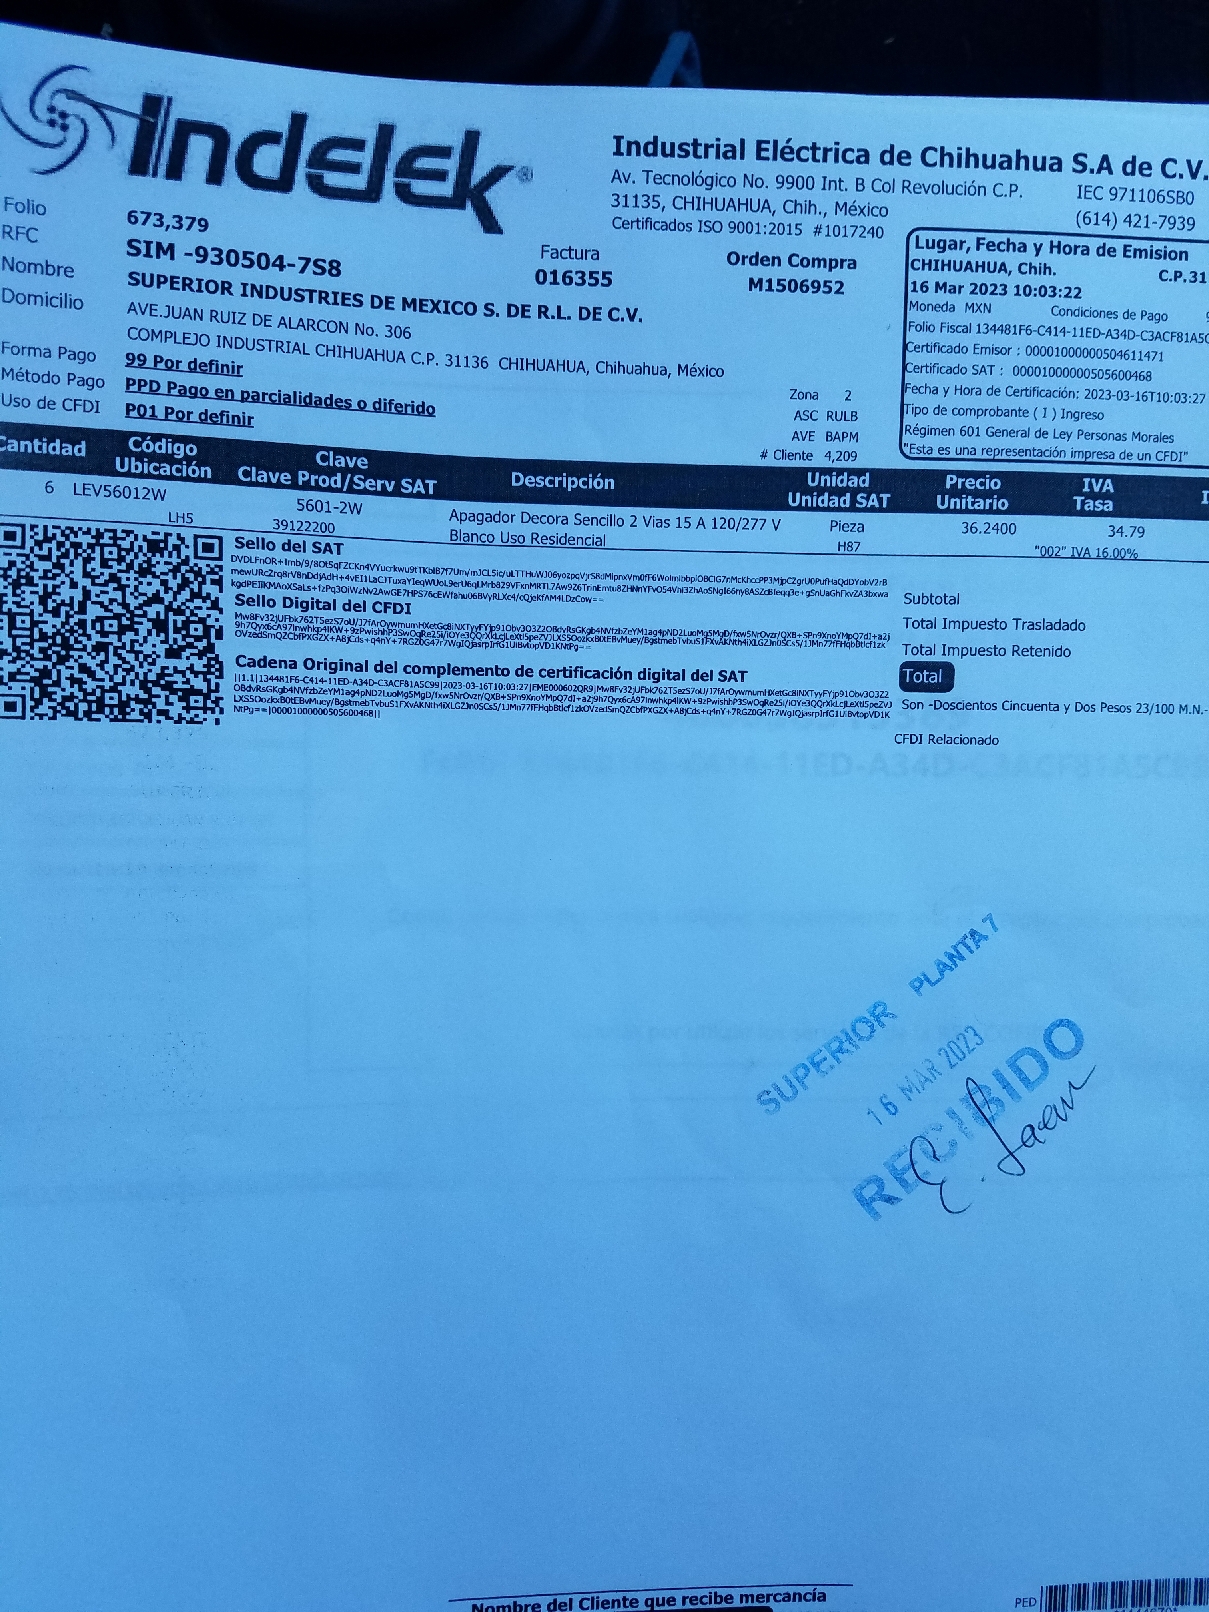 Indelek®
Industrial Eléctrica de Chihuahua S.A de C.V.
Av. Tecnológico No. 9900 Int. B Col Revolución C.P.
31135, CHIHUAHUA, Chih., México
Certificados ISO 9001:2015 #1017240
IEC 971106SB0
(614) 421-7939
Folio 673,379
RFC SIM -930504-7S8
Nombre SUPERIOR INDUSTRIES DE MEXICO S. DE R.L. DE C.V.
Domicilio AVE.JUAN RUIZ DE ALARCON No. 306
COMPLEJO INDUSTRIAL CHIHUAHUA C.P. 31136 CHIHUAHUA, Chihuahua, México
Forma Pago 99 Por definir
Método Pago PPD Pago en parcialidades o diferido
Uso de CFDI P01 Por definir
Factura
016355
Orden Compra
M1506952
Zona 2
ASC RULB
AVE BAPM
# Cliente 4,209
Lugar, Fecha y Hora de Emision
CHIHUAHUA, Chih. C.P.31
16 Mar 2023 10:03:22
Moneda MXN Condiciones de Pago
Folio Fiscal 134481F6-C414-11ED-A34D-C3ACF81A5C
Certificado Emisor : 00001000000504611471
Certificado SAT : 00001000000505600468
Fecha y Hora de Certificación: 2023-03-16T10:03:27
Tipo de comprobante ( I ) Ingreso
Régimen 601 General de Ley Personas Morales
"Esta es una representación impresa de un CFDI"
Cantidad Código Ubicación Clave Clave Prod/Serv SAT Descripción Unidad Unidad SAT Precio Unitario IVA Tasa
6 LEV56012W 5601-2W Apagador Decora Sencillo 2 Vias 15 A 120/277 V Pieza 36.2400 34.79
LH5 39122200 Blanco Uso Residencial H87 "002" IVA 16.00%
Sello del SAT
Sello Digital del CFDI
Cadena Original del complemento de certificación digital del SAT
Subtotal
Total Impuesto Trasladado
Total Impuesto Retenido
Total
Son -Doscientos Cincuenta y Dos Pesos 23/100 M.N.-
CFDI Relacionado
SUPERIOR PLANTA 7
16 MAR 2023
RECIBIDO
Nombre del Cliente que recibe mercancía
PED